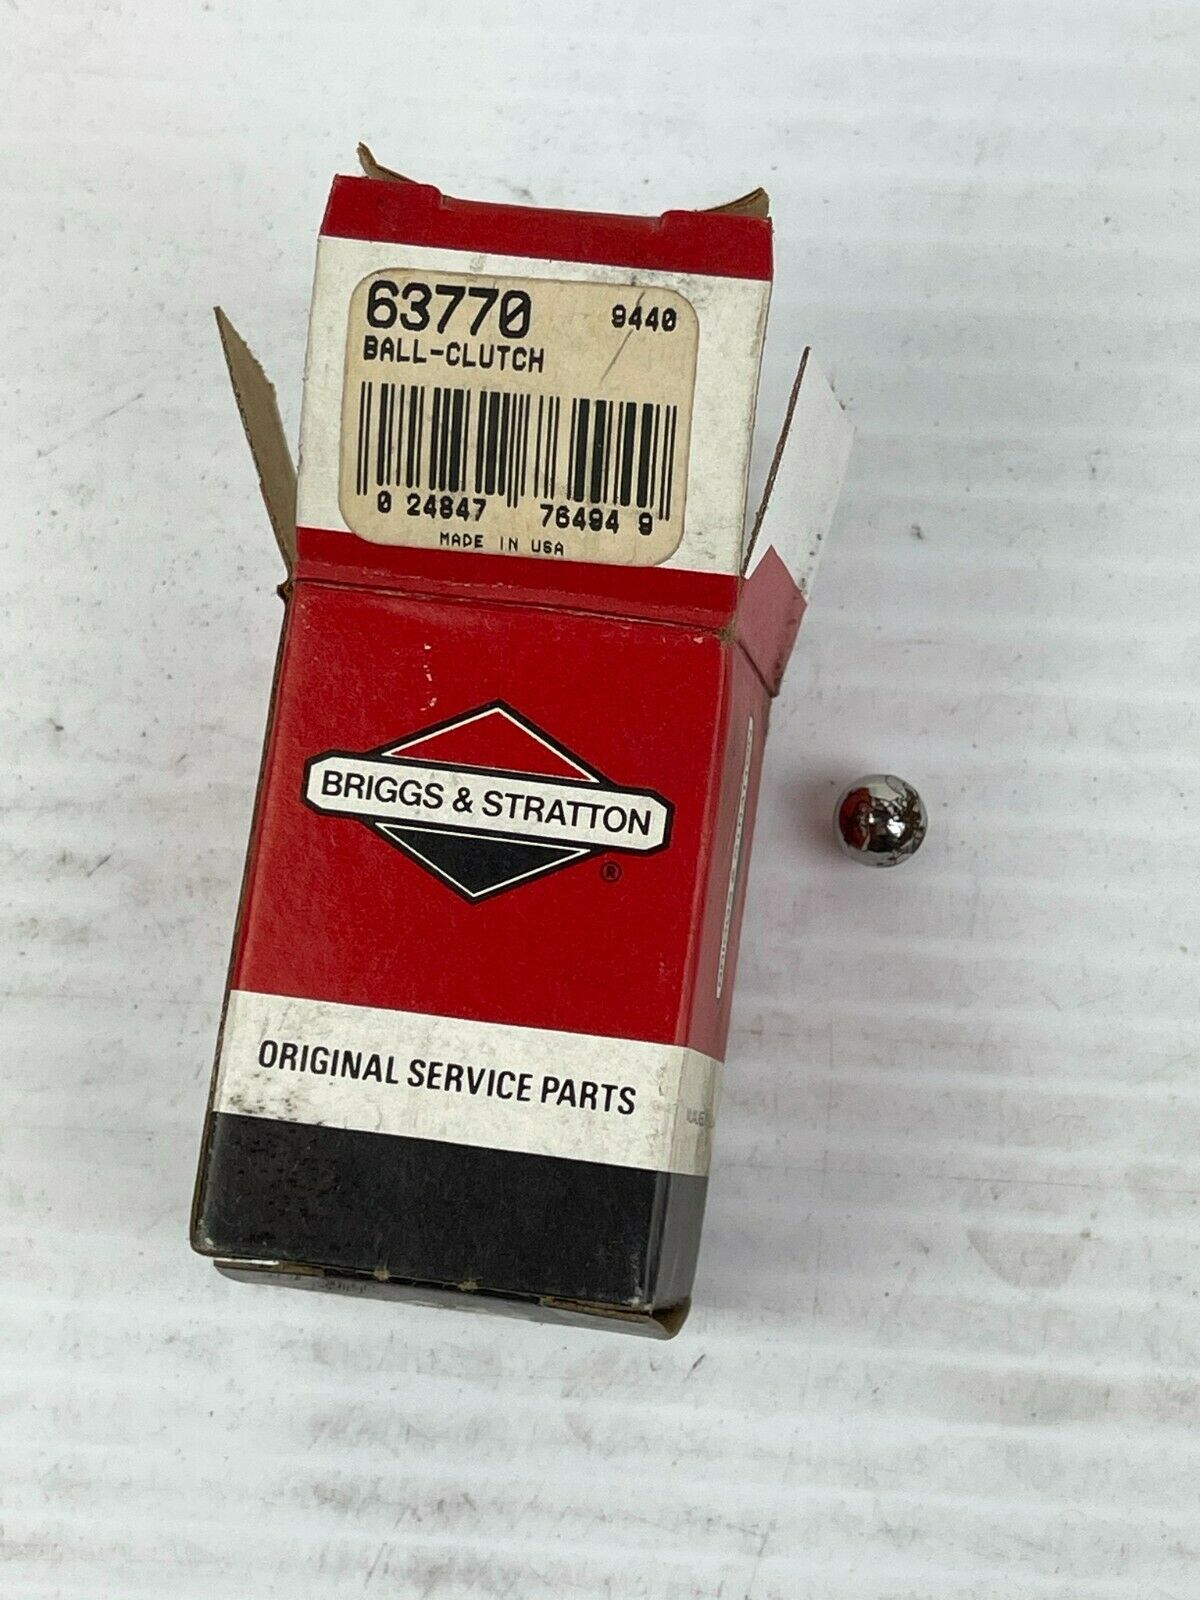 63770 9440
BALL-CLUTCH
0 24847 76494 9
MADE IN USA
BRIGGS & STRATTON
®
ORIGINAL SERVICE PARTS